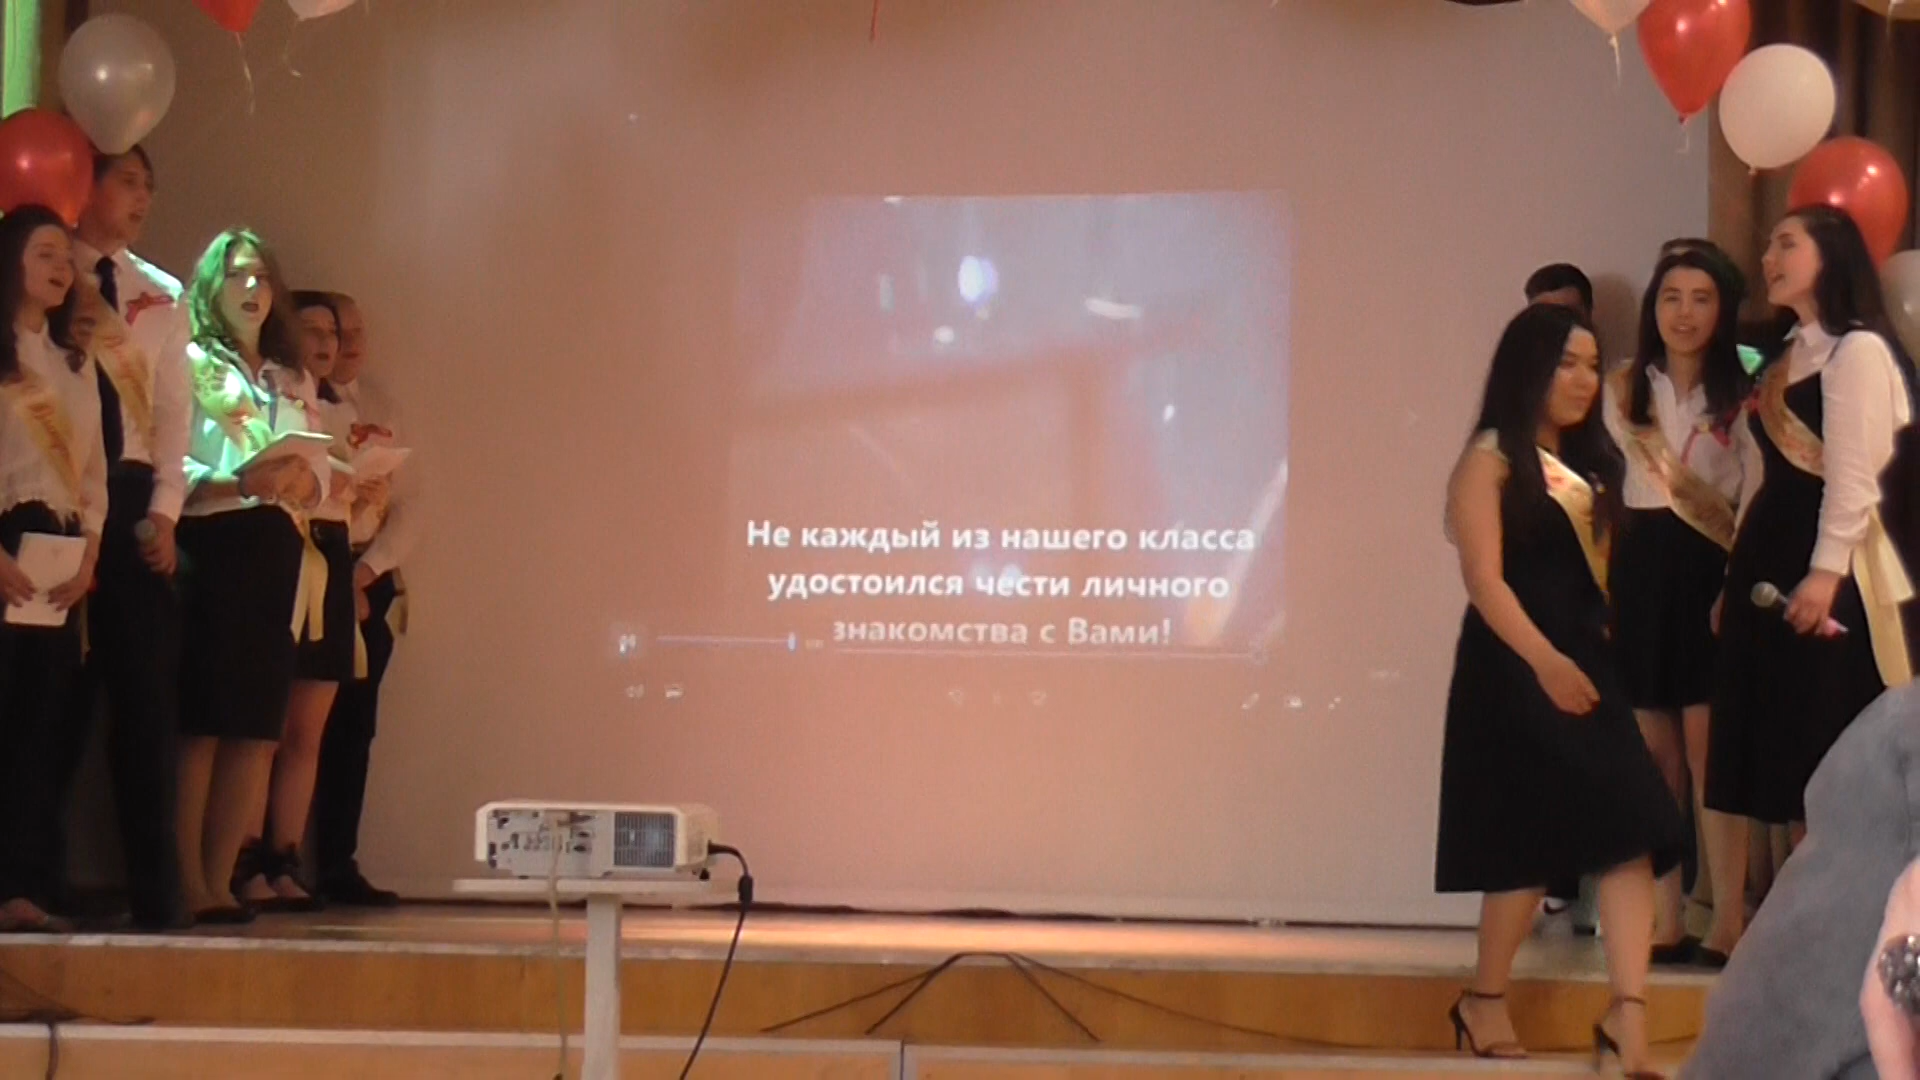 Не каждый из нашего класса
удостоился чести личного
знакомства с Вами!